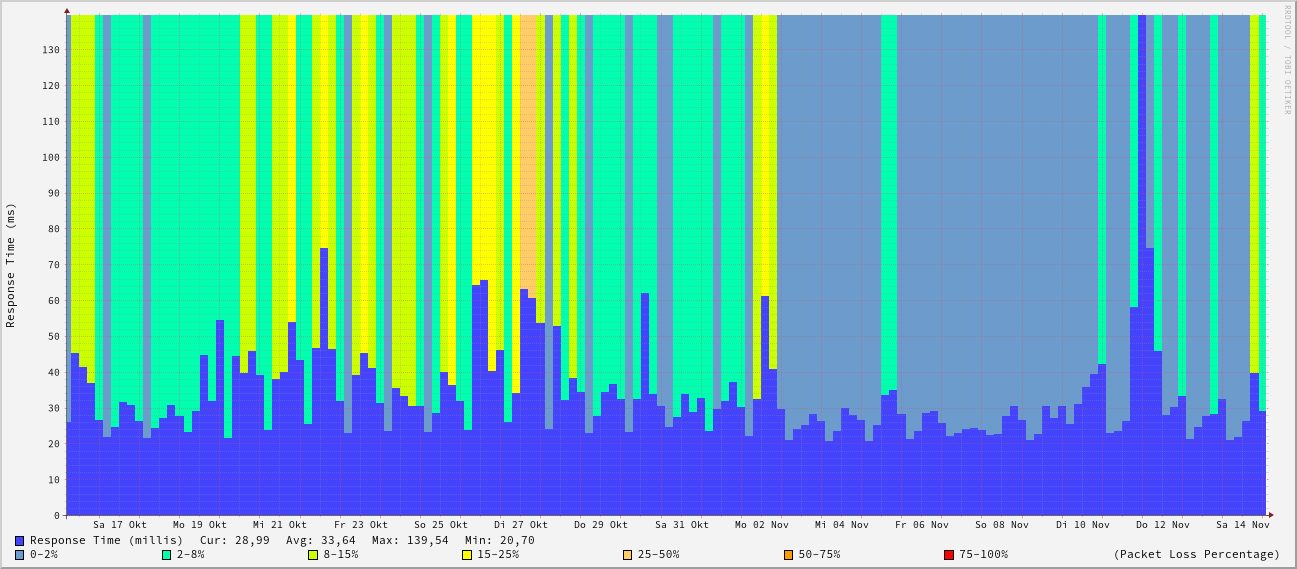 RRDTOOL / TOBI OETIKER
Response Time (ms)
130
120
110
100
90
80
70
60
50
40
30
20
10
0
Sa 17 Okt Mo 19 Okt Mi 21 Okt Fr 23 Okt So 25 Okt Di 27 Okt Do 29 Okt Sa 31 Okt Mo 02 Nov Mi 04 Nov Fr 06 Nov So 08 Nov Di 10 Nov Do 12 Nov Sa 14 Nov
Response Time (millis) Cur: 28,99 Avg: 33,64 Max: 139,54 Min: 20,70
0-2% 2-8% 8-15% 15-25% 25-50% 50-75% 75-100% (Packet Loss Percentage)